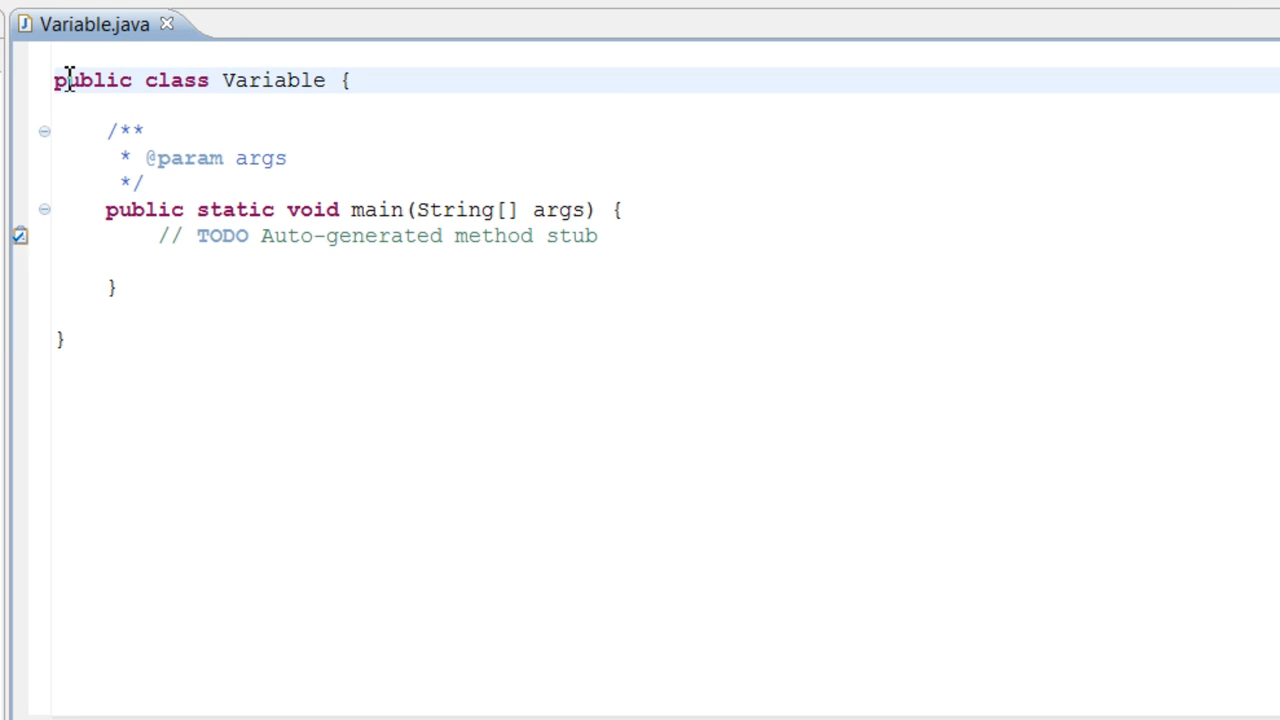 Variable.java
public class Variable {
/**
* @param args
*/
public static void main(String[] args) {
// TODO Auto-generated method stub
}
}